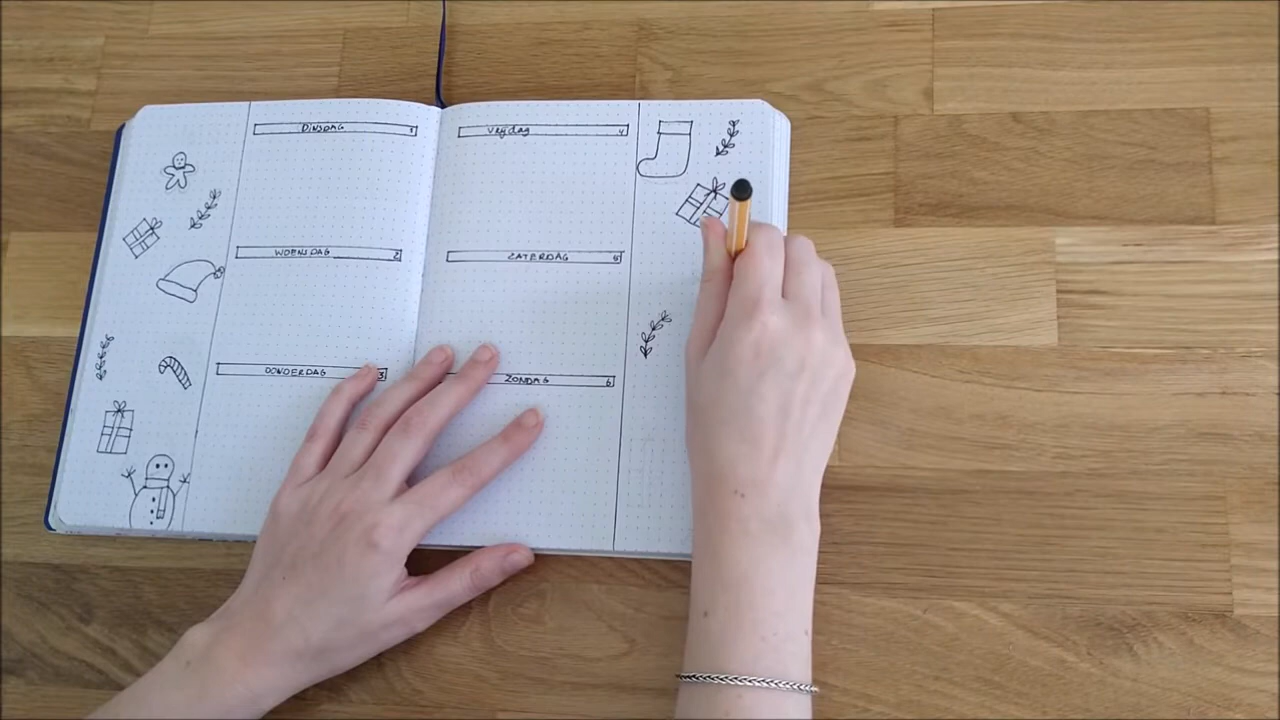 DINSDAG 1
WOENSDAG 2
DONDERDAG 3
Vrijdag 4
ZATERDAG 5
ZONDAG 6